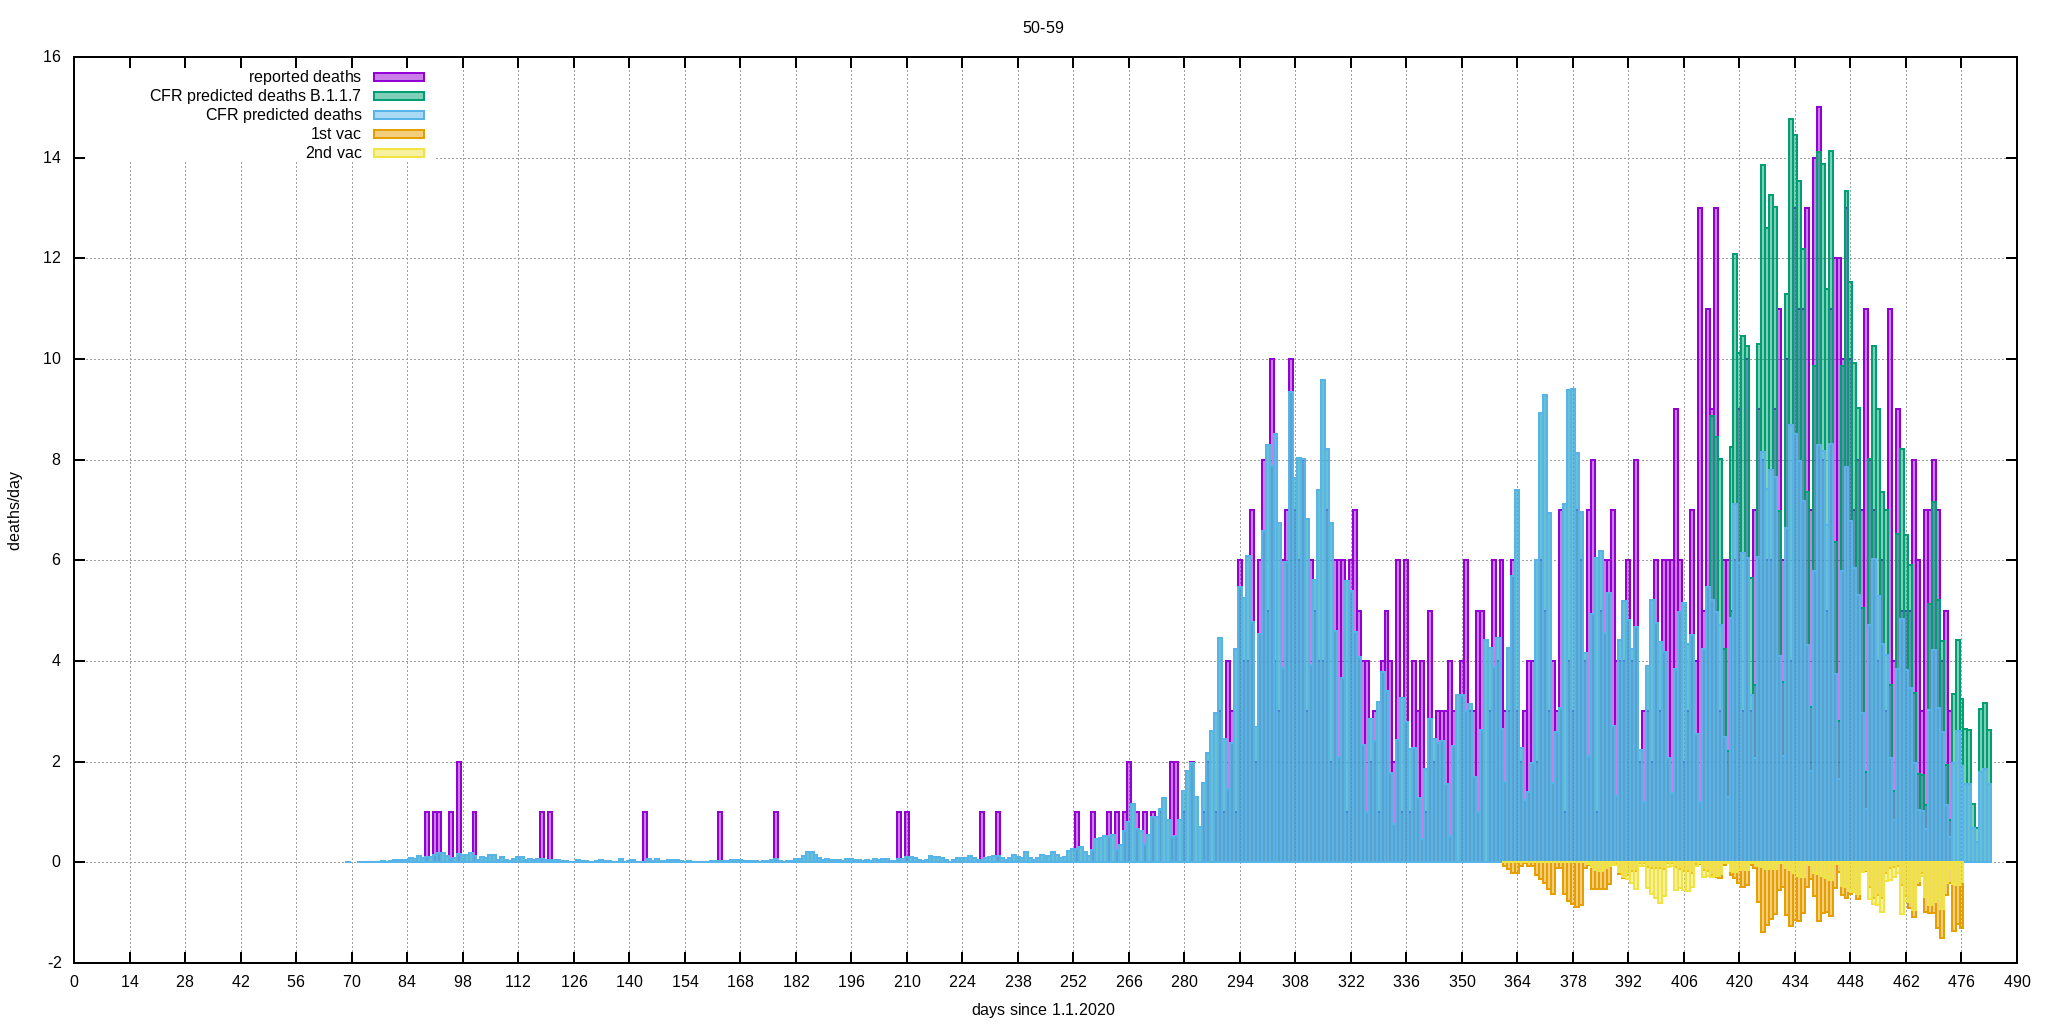 50-59
reported deaths
CFR predicted deaths B.1.1.7
CFR predicted deaths
1st vac
2nd vac
16
14
12
10
8
6
4
2
0
-2
deaths/day
0 14 28 42 56 70 84 98 112 126 140 154 168 182 196 210 224 238 252 266 280 294 308 322 336 350 364 378 392 406 420 434 448 462 476 490
days since 1.1.2020